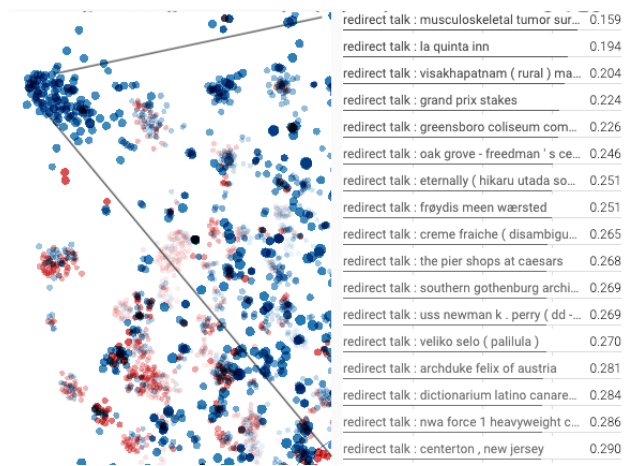 redirect talk : musculoskeletal tumor sur... 0.159
redirect talk : la quinta inn 0.194
redirect talk : visakhapatnam ( rural ) ma... 0.204
redirect talk : grand prix stakes 0.224
redirect talk : greensboro coliseum com... 0.226
redirect talk : oak grove - freedman ' s ce... 0.246
redirect talk : eternally ( hikaru utada so... 0.251
redirect talk : frøydis meen wærsted 0.251
redirect talk : creme fraiche ( disambigu... 0.265
redirect talk : the pier shops at caesars 0.268
redirect talk : southern gothenburg archi... 0.269
redirect talk : uss newman k . perry ( dd -... 0.269
redirect talk : veliko selo ( palilula ) 0.270
redirect talk : archduke felix of austria 0.281
redirect talk : dictionarium latino canare... 0.284
redirect talk : nwa force 1 heavyweight c... 0.286
redirect talk : centerton , new jersey 0.290